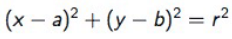 (x − a)² + (y − b)² = r²